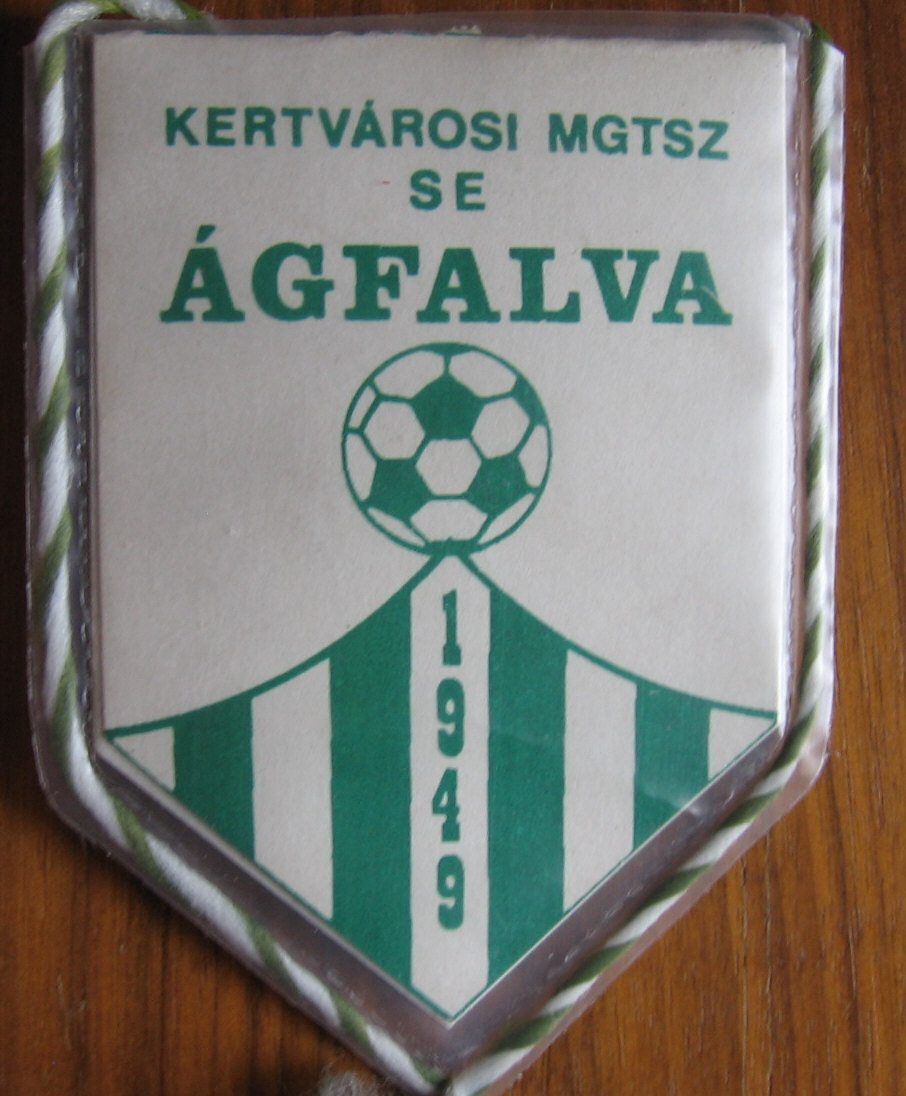 KERTVÁROSI MGTSZ
SE
ÁGFALVA
1949